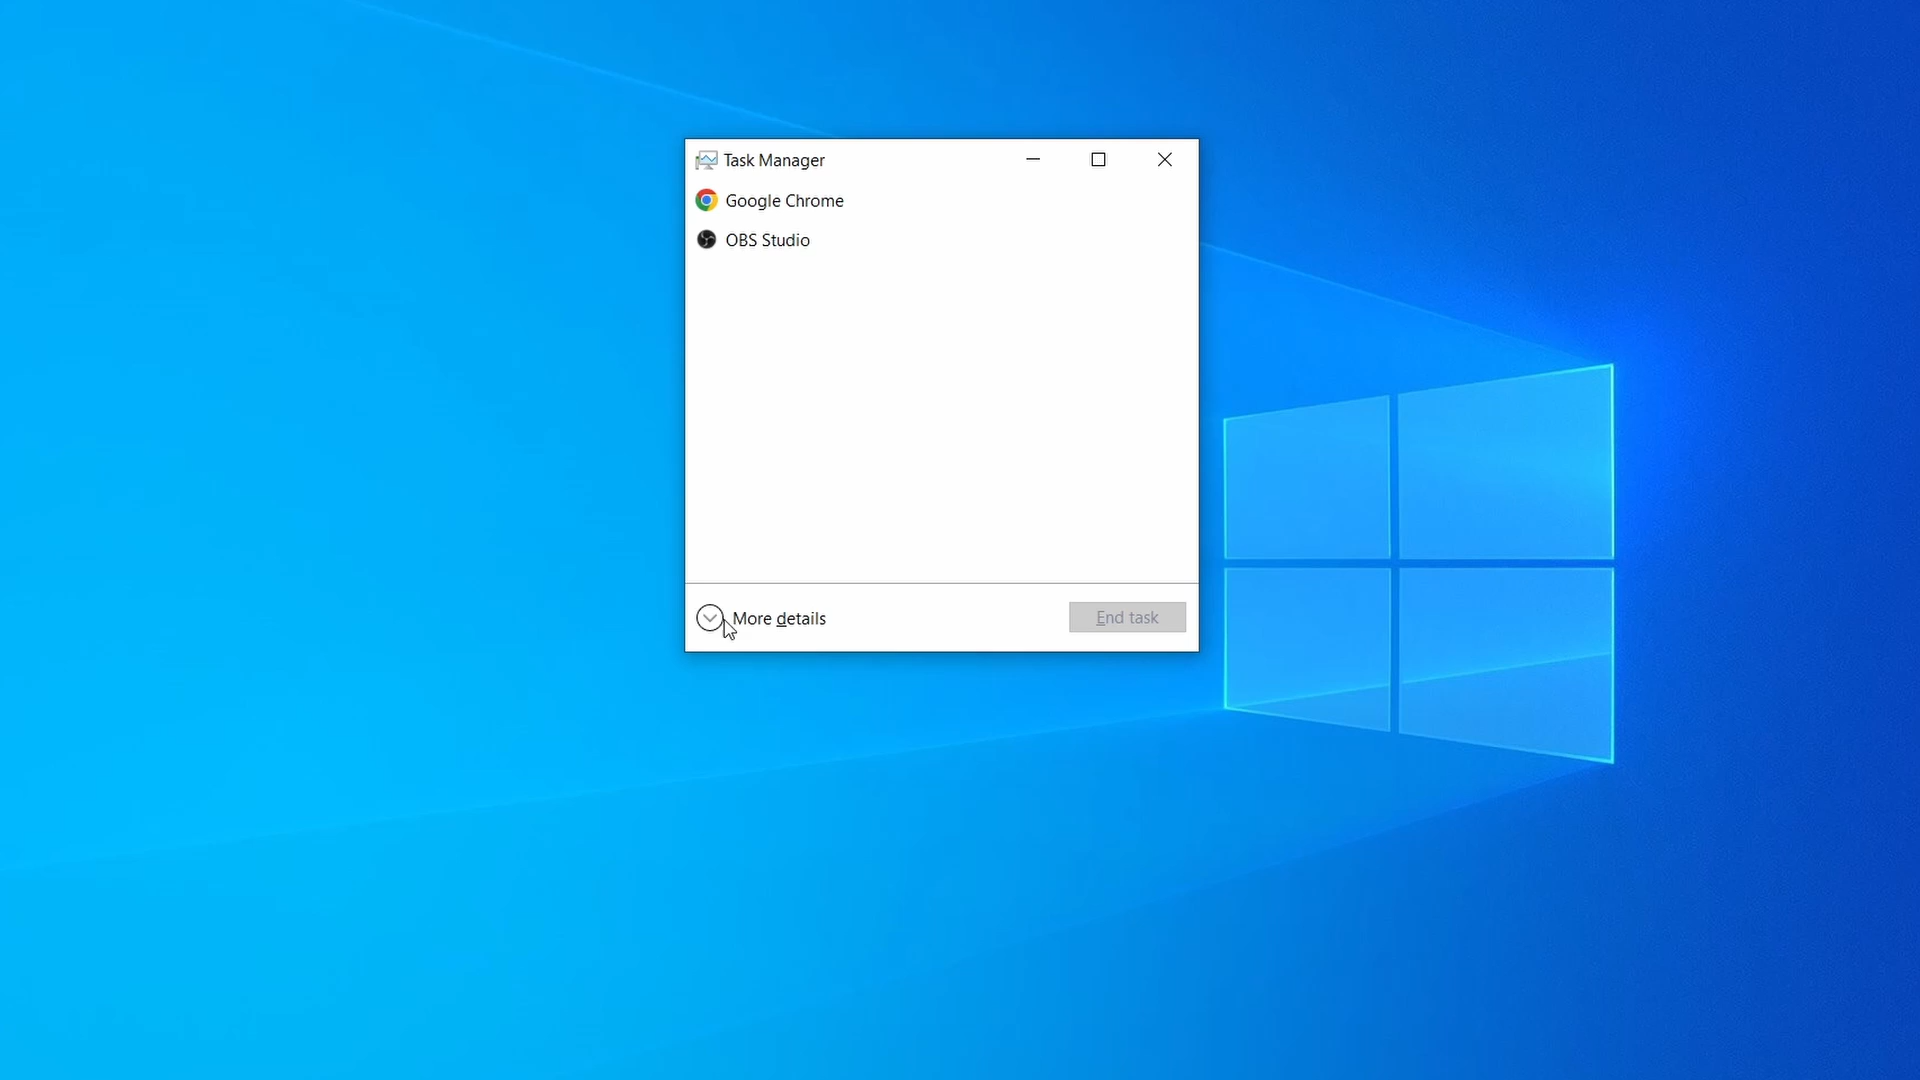 Task Manager
Google Chrome
OBS Studio
More details
End task